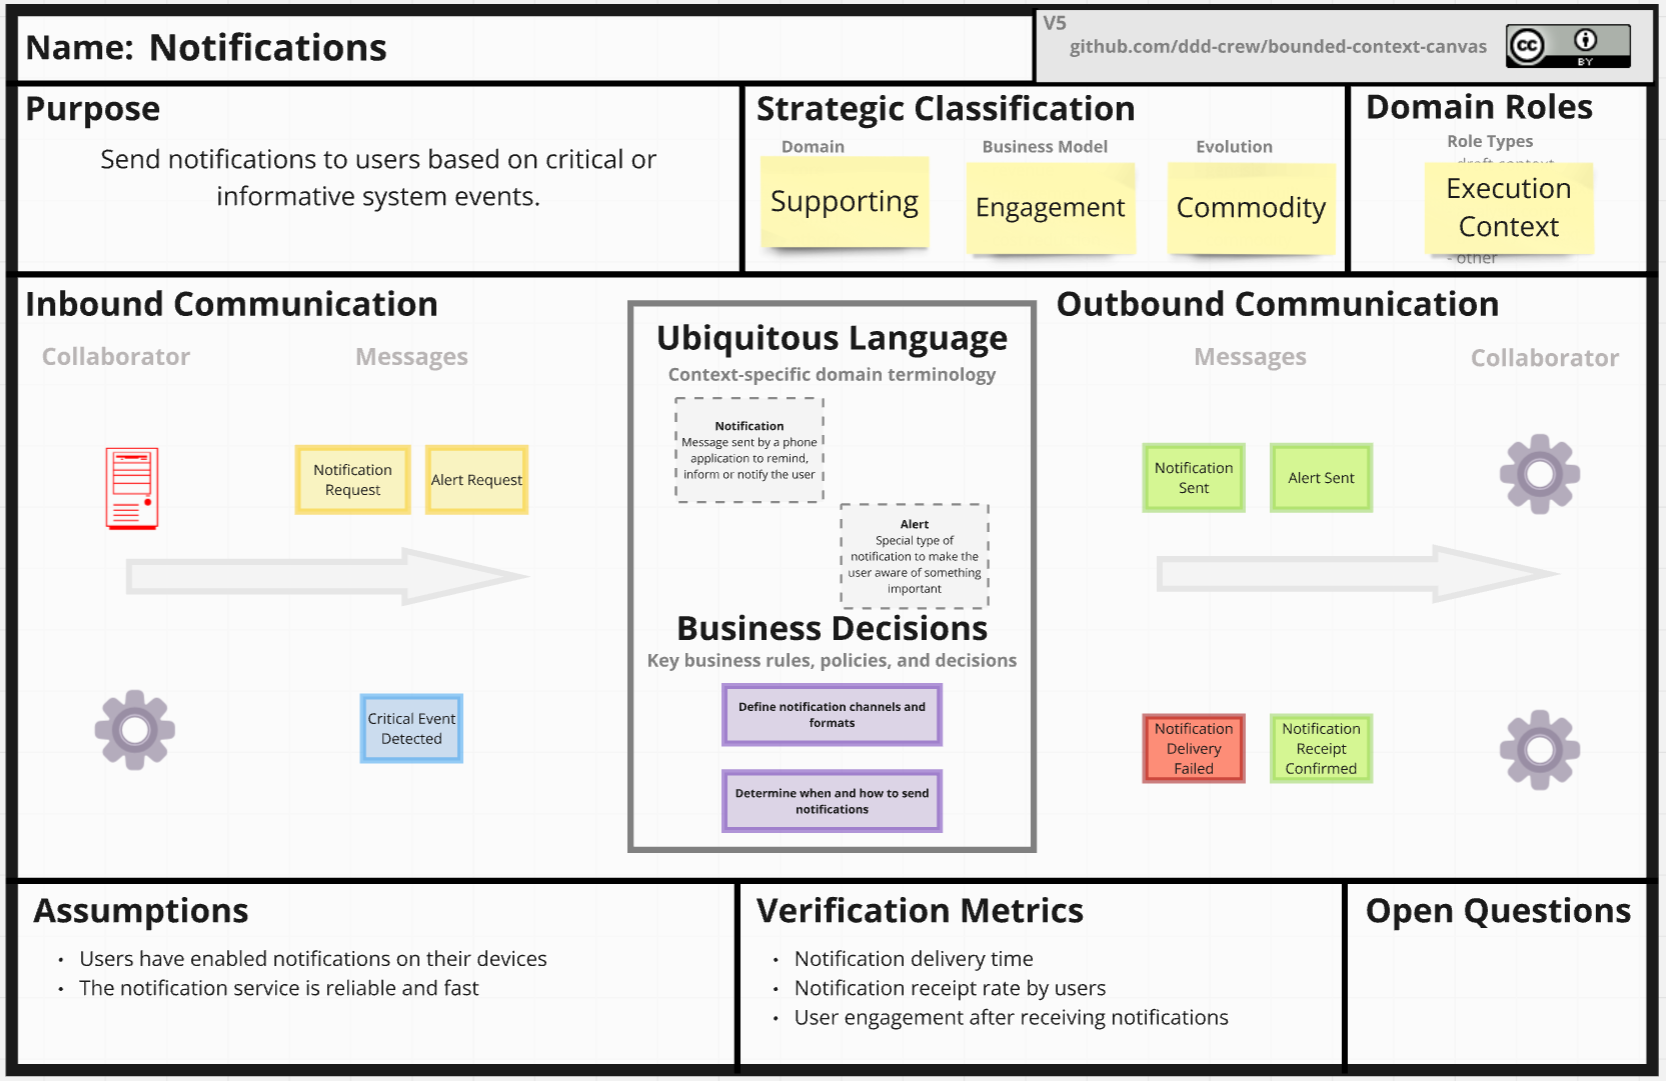 Name: Notifications
V5
github.com/ddd-crew/bounded-context-canvas
cc
BY
Purpose
Send notifications to users based on critical or
informative system events.
Strategic Classification
Domain
Business Model
Evolution
Supporting
Engagement
Commodity
Domain Roles
Role Types
- draft context
Execution
Context
- other
Inbound Communication
Collaborator
Messages
Notification
Request
Alert Request
Critical Event
Detected
Ubiquitous Language
Context-specific domain terminology
Notification
Message sent by a phone
application to remind,
inform or notify the user
Alert
Special type of
notification to make the
user aware of something
important
Business Decisions
Key business rules, policies, and decisions
Define notification channels and
formats
Determine when and how to send
notifications
Outbound Communication
Messages
Collaborator
Notification
Sent
Alert Sent
Notification
Delivery
Failed
Notification
Receipt
Confirmed
Assumptions
• Users have enabled notifications on their devices
• The notification service is reliable and fast
Verification Metrics
• Notification delivery time
• Notification receipt rate by users
• User engagement after receiving notifications
Open Questions